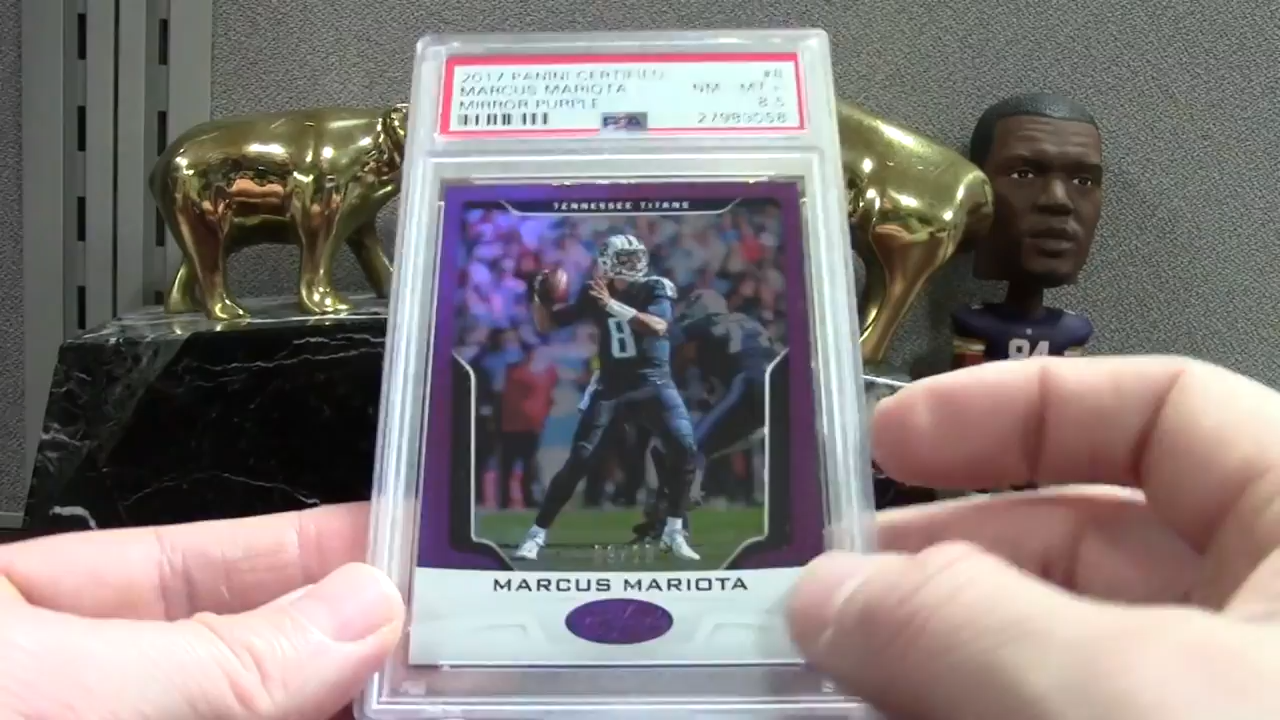 2017 PANINI CERTIFIED #8
MARCUS MARIOTA NM - MT +
MIRROR PURPLE 8.5
PSA 27983058
TENNESSEE TITANS
8
MARCUS MARIOTA
84